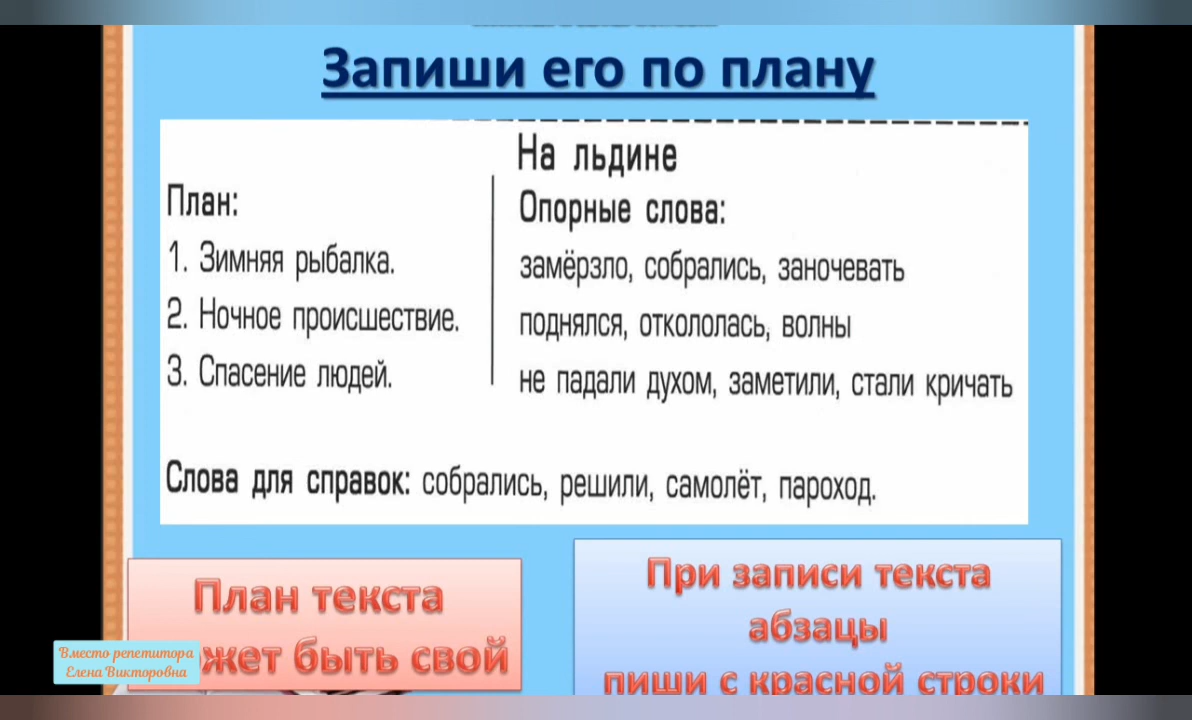 Запиши его по плану
На льдине
План:
1. Зимняя рыбалка.
2. Ночное происшествие.
3. Спасение людей.
Опорные слова:
замёрзло, собрались, заночевать
поднялся, откололась, волны
не падали духом, заметили, стали кричать
Слова для справок: собрались, решили, самолёт, пароход.
План текста
быть свой
При записи текста
абзацы
пиши с красной строки
Вместо репетитора
Елена Викторовна